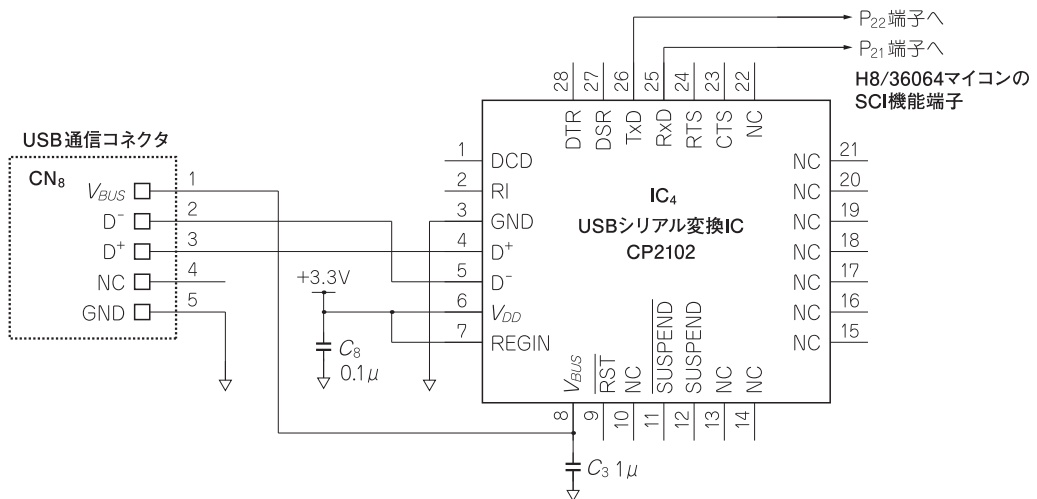 P22端子へ
P21端子へ
H8/36064マイコンの
SCI機能端子
USB通信コネクタ
CN8
VBUS 1
D- 2
D+ 3
NC 4
GND 5
+3.3V
C8
0.1μ
28 27 26 25 24 23 22
DTR DSR TxD RxD RTS CTS NC
1 DCD
2 RI
3 GND
4 D+
5 D-
6 VDD
7 REGIN
IC4
USBシリアル変換IC
CP2102
NC 21
NC 20
NC 19
NC 18
NC 17
NC 16
NC 15
VBUS RST NC SUSPEND SUSPEND NC NC
8 9 10 11 12 13 14
C3 1μ